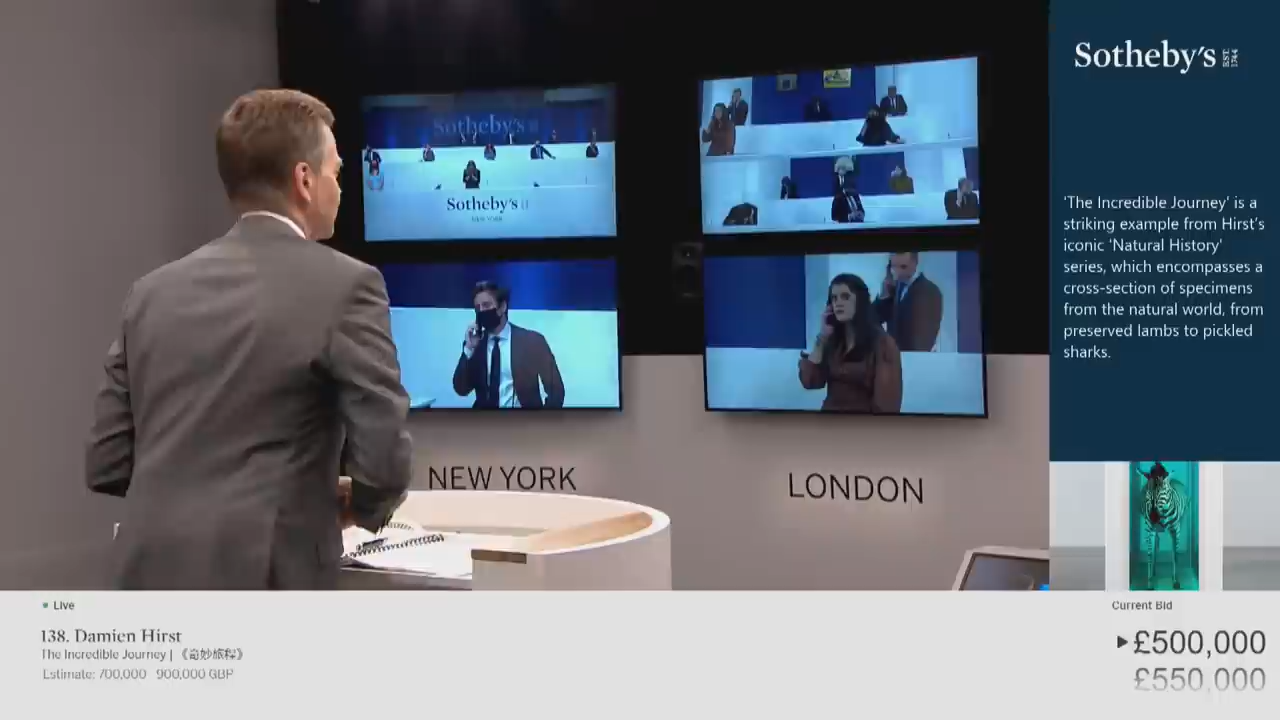 Sotheby's EST. 1744
Sotheby's
Sotheby's
NEW YORK
'The Incredible Journey' is a
striking example from Hirst's
iconic 'Natural History'
series, which encompasses a
cross-section of specimens
from the natural world, from
preserved lambs to pickled
sharks.
NEW YORK
LONDON
Live
138. Damien Hirst
The Incredible Journey | 《奇妙旅程》
Estimate: 700,000 900,000 GBP
Current Bid
£500,000
£550,000